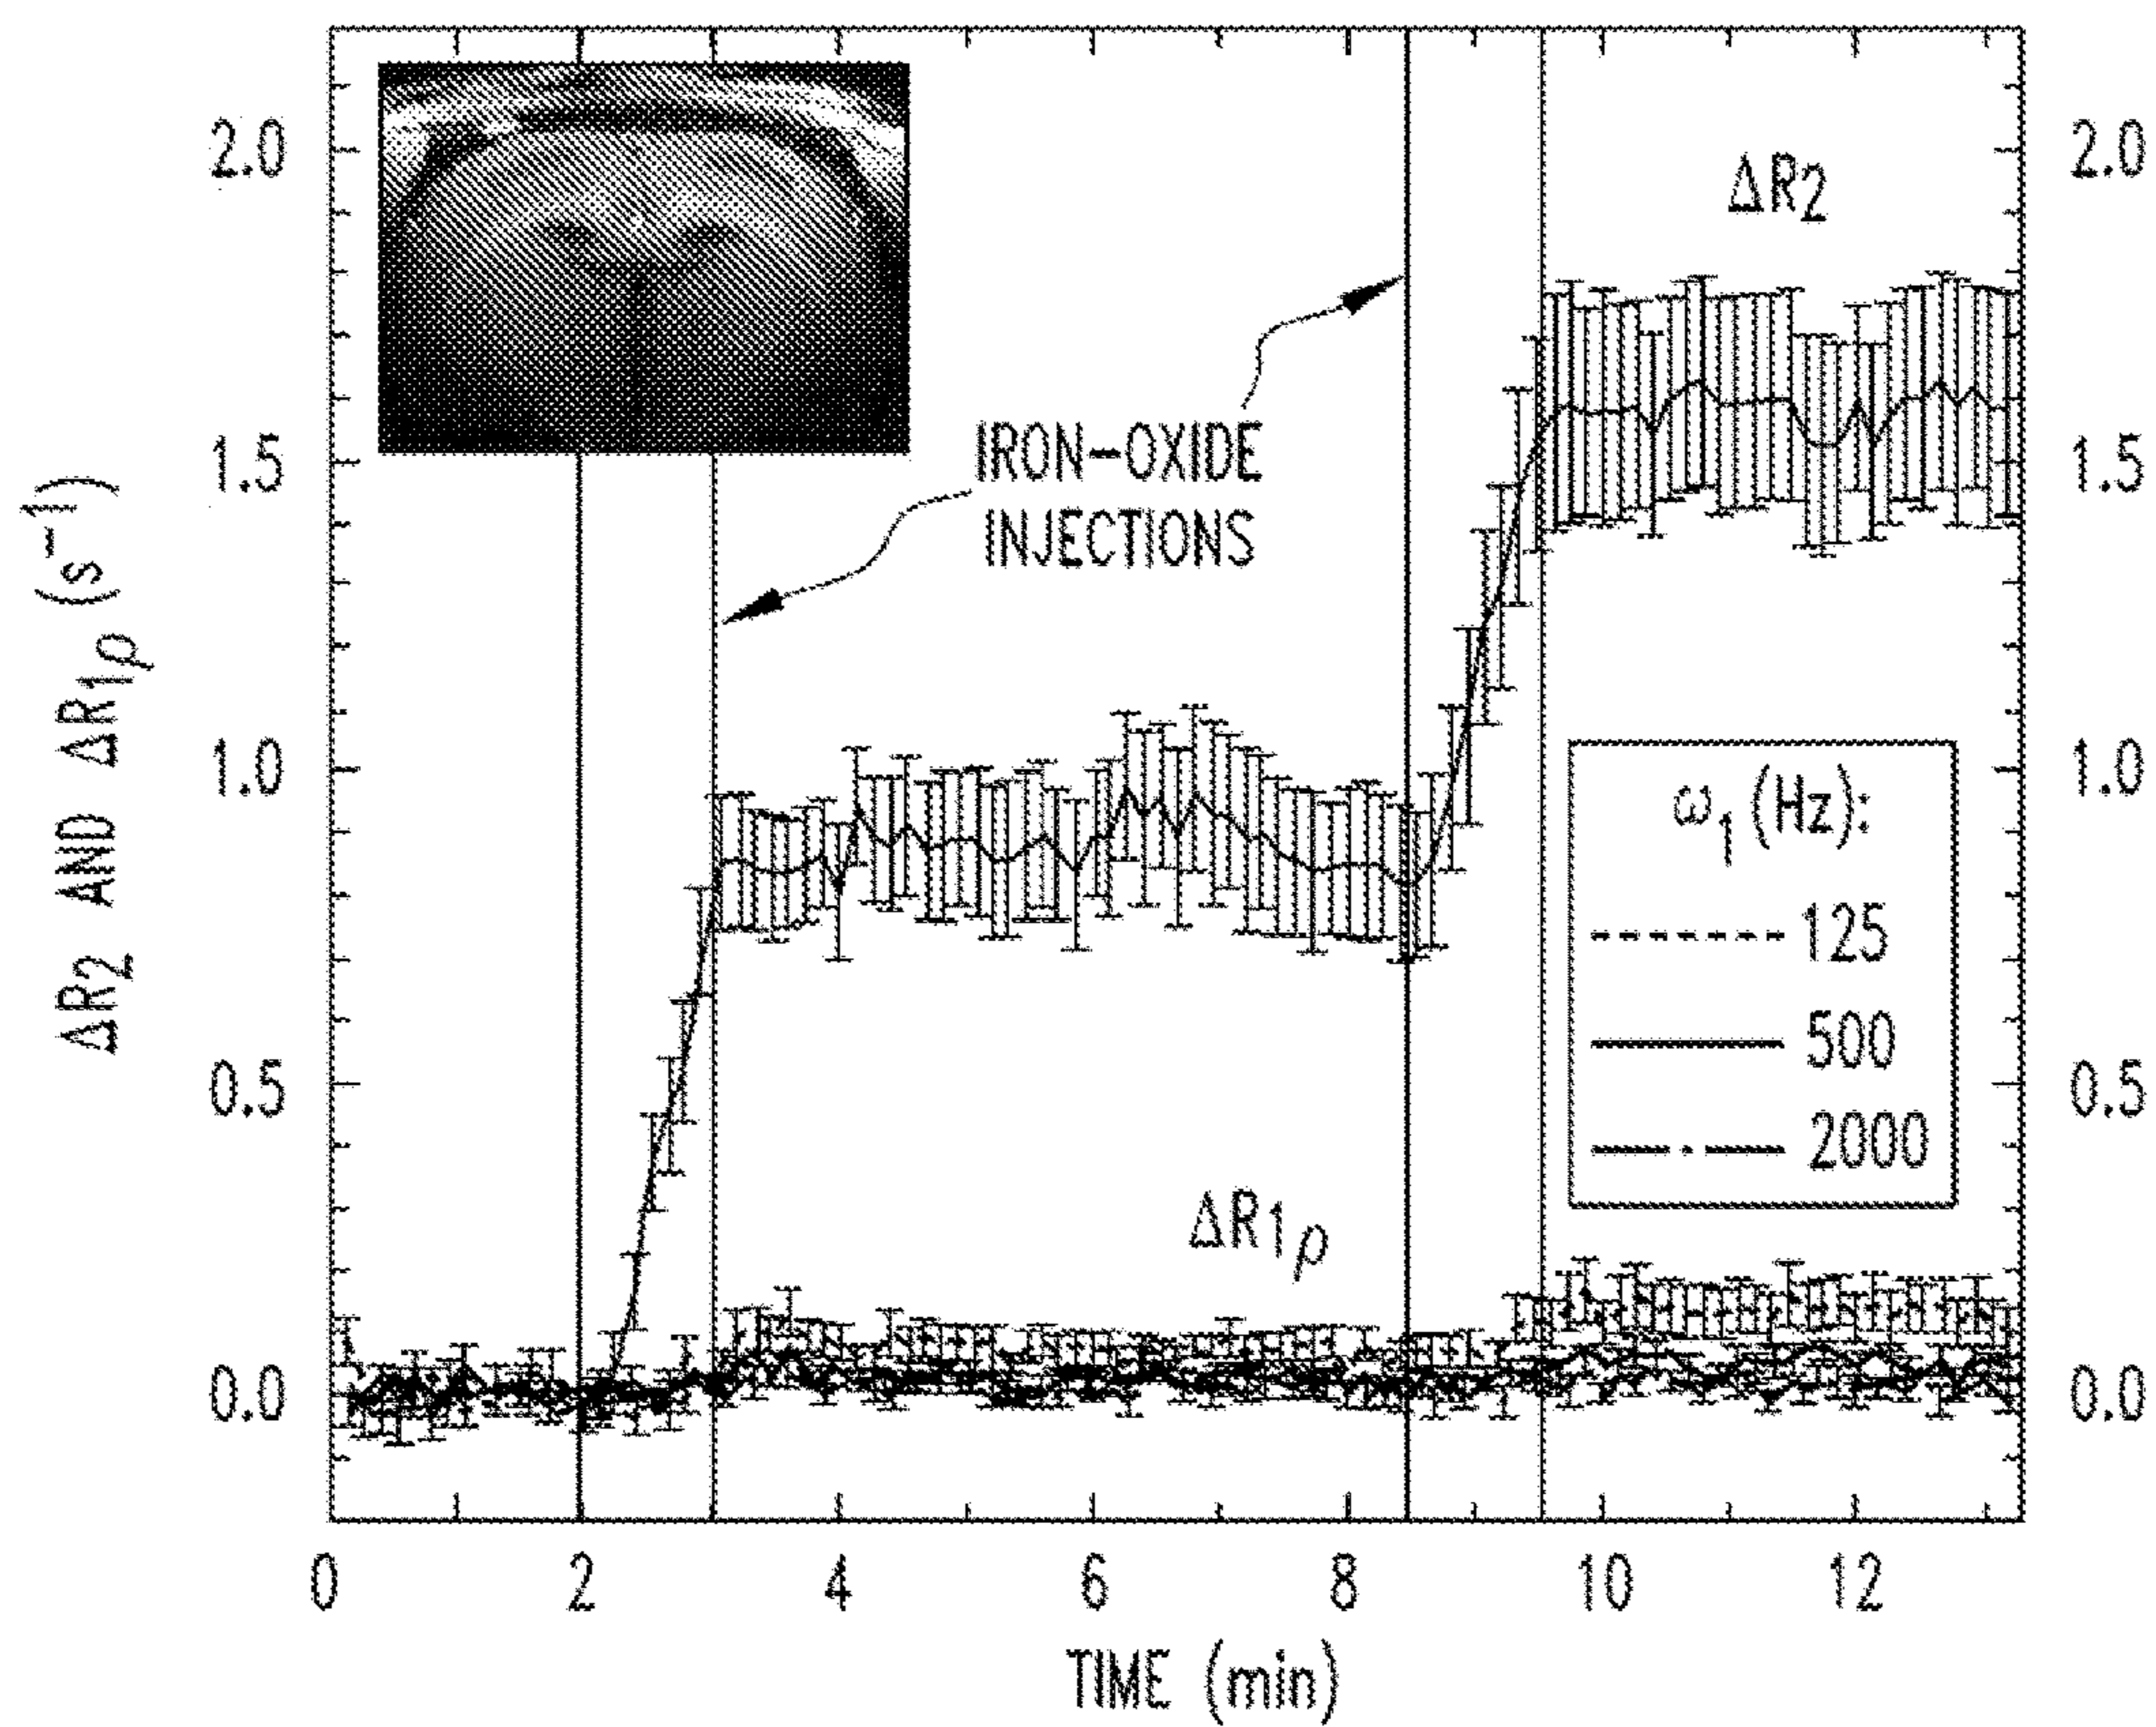 2.0
1.5
1.0
0.5
0.0
ΔR2 AND ΔR1ρ (s⁻¹)
2.0
1.5
1.0
0.5
0.0
ΔR2
IRON-OXIDE
INJECTIONS
ω1 (Hz):
125
500
2000
ΔR1ρ
0 2 4 6 8 10 12
TIME (min)